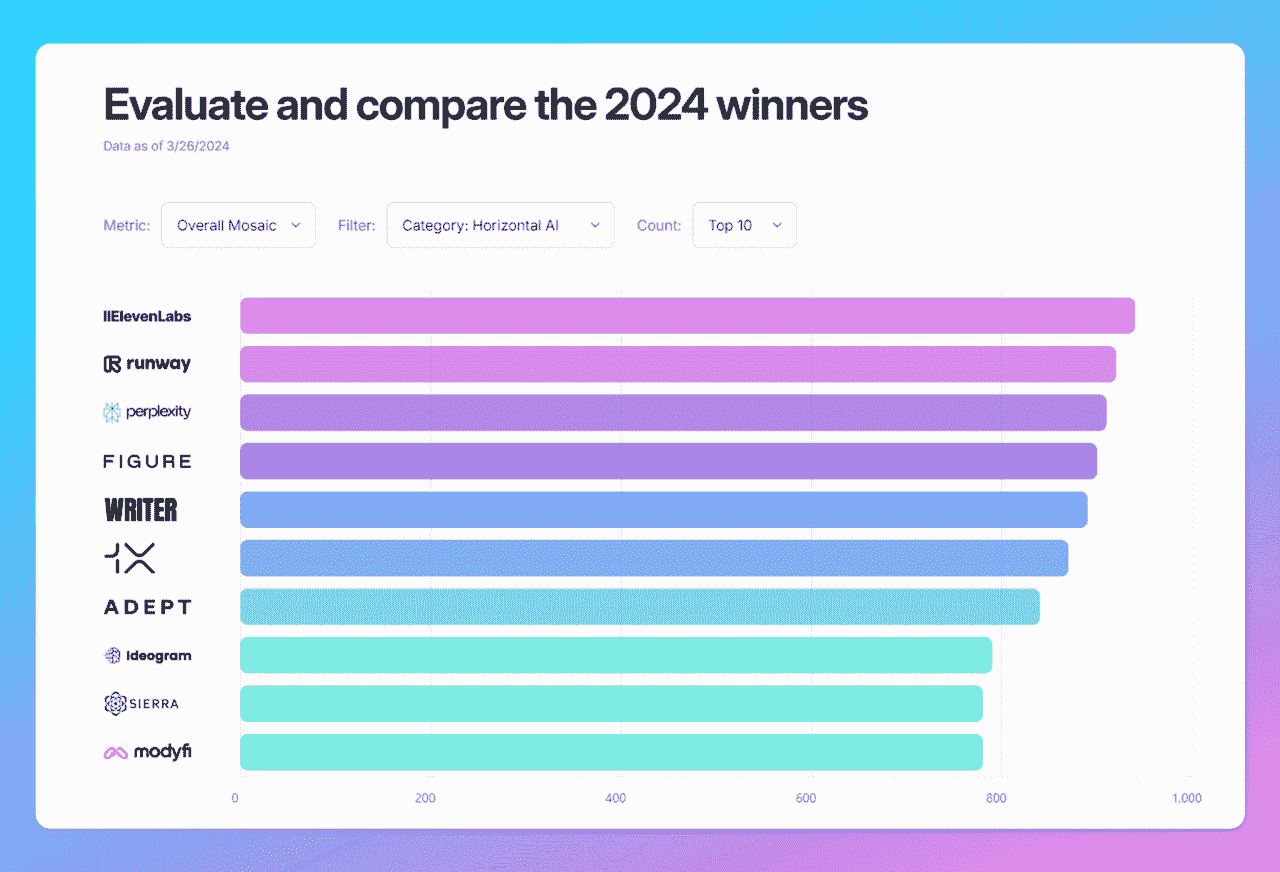 Evaluate and compare the 2024 winners
Data as of 3/26/2024
Metric: Overall Mosaic Filter: Category: Horizontal AI Count: Top 10
IIElevenLabs
runway
perplexity
FIGURE
WRITER
ADEPT
Ideogram
SIERRA
modyfi
0 200 400 600 800 1,000